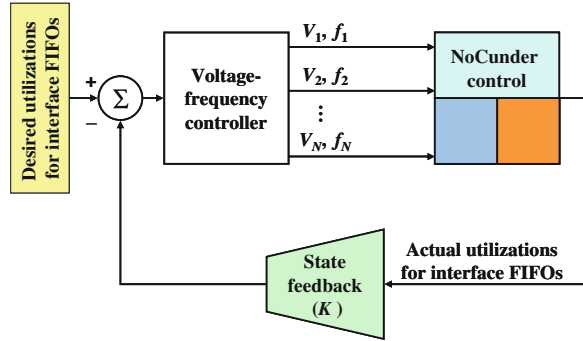 Desired utilizations
for interface FIFOs
+
−
Σ
Voltage-
frequency
controller
V1, f1
V2, f2
⋮
VN, fN
NoCunder
control
Actual utilizations
for interface FIFOs
State
feedback
(K )